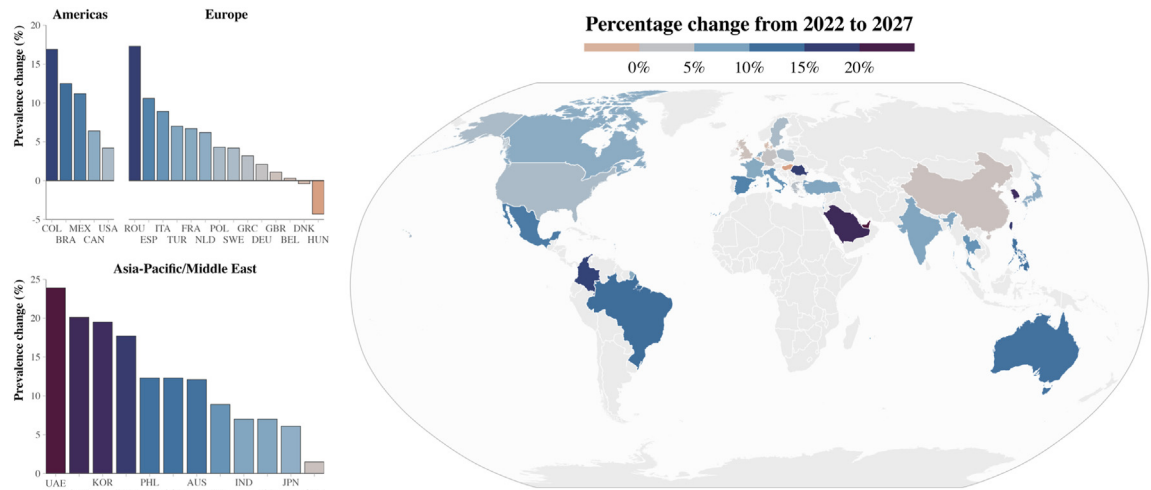 Americas
Europe
Prevalence change (%)
20
15
10
5
0
-5
COL MEX USA
BRA CAN
ROU ITA FRA POL GRC GBR DNK
ESP TUR NLD SWE DEU BEL HUN
Asia-Pacific/Middle East
Prevalence change (%)
25
20
15
10
5
0
UAE KOR PHL AUS IND JPN
Percentage change from 2022 to 2027
0% 5% 10% 15% 20%